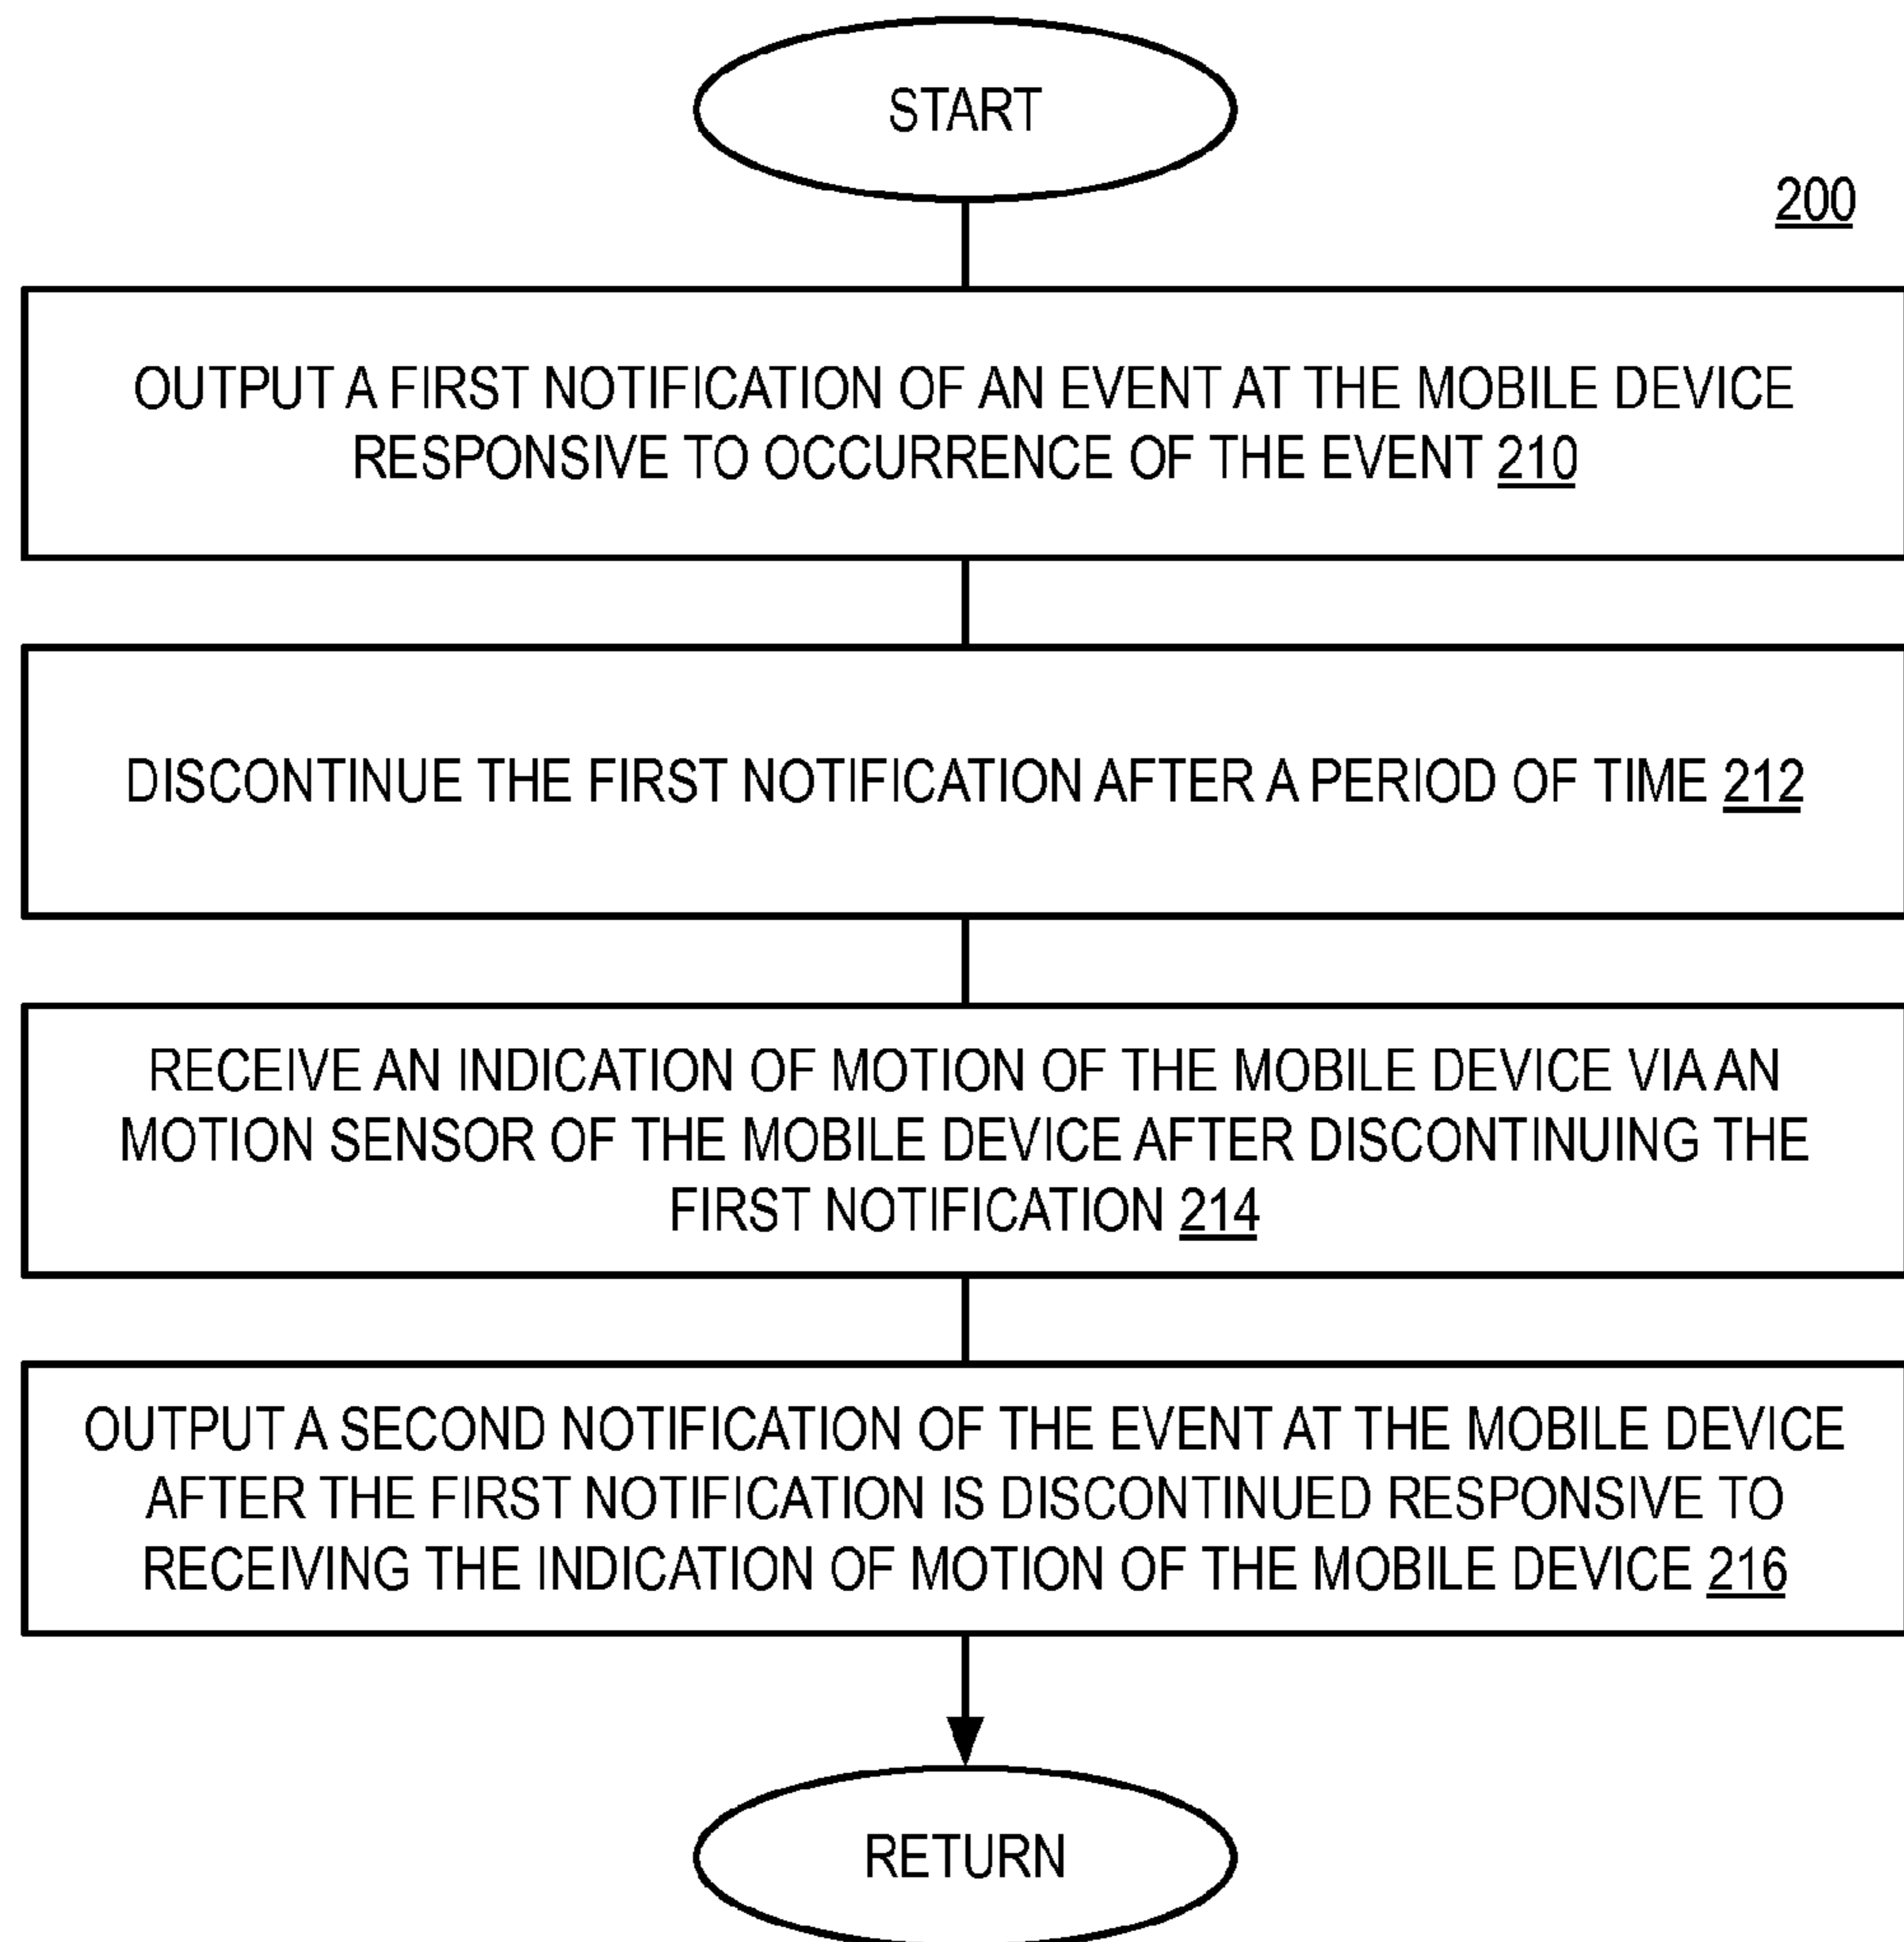 START
200
OUTPUT A FIRST NOTIFICATION OF AN EVENT AT THE MOBILE DEVICE
RESPONSIVE TO OCCURRENCE OF THE EVENT 210
DISCONTINUE THE FIRST NOTIFICATION AFTER A PERIOD OF TIME 212
RECEIVE AN INDICATION OF MOTION OF THE MOBILE DEVICE VIA AN
MOTION SENSOR OF THE MOBILE DEVICE AFTER DISCONTINUING THE
FIRST NOTIFICATION 214
OUTPUT A SECOND NOTIFICATION OF THE EVENT AT THE MOBILE DEVICE
AFTER THE FIRST NOTIFICATION IS DISCONTINUED RESPONSIVE TO
RECEIVING THE INDICATION OF MOTION OF THE MOBILE DEVICE 216
RETURN